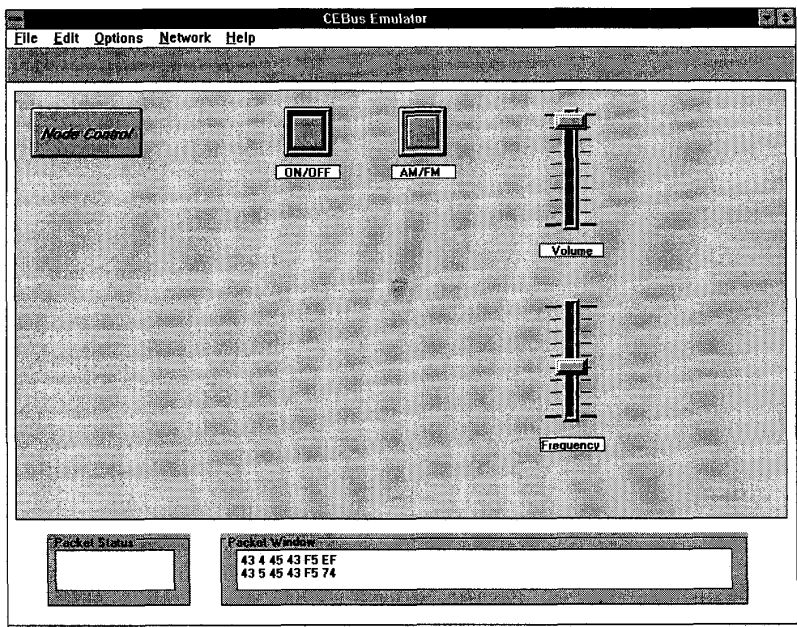 CEBus Emulator
File Edit Options Network Help
Node Control
ON/OFF
AM/FM
Volume
Frequency
Packet Status
Packet Window
43 4 45 43 F5 EF
43 5 45 43 F5 74